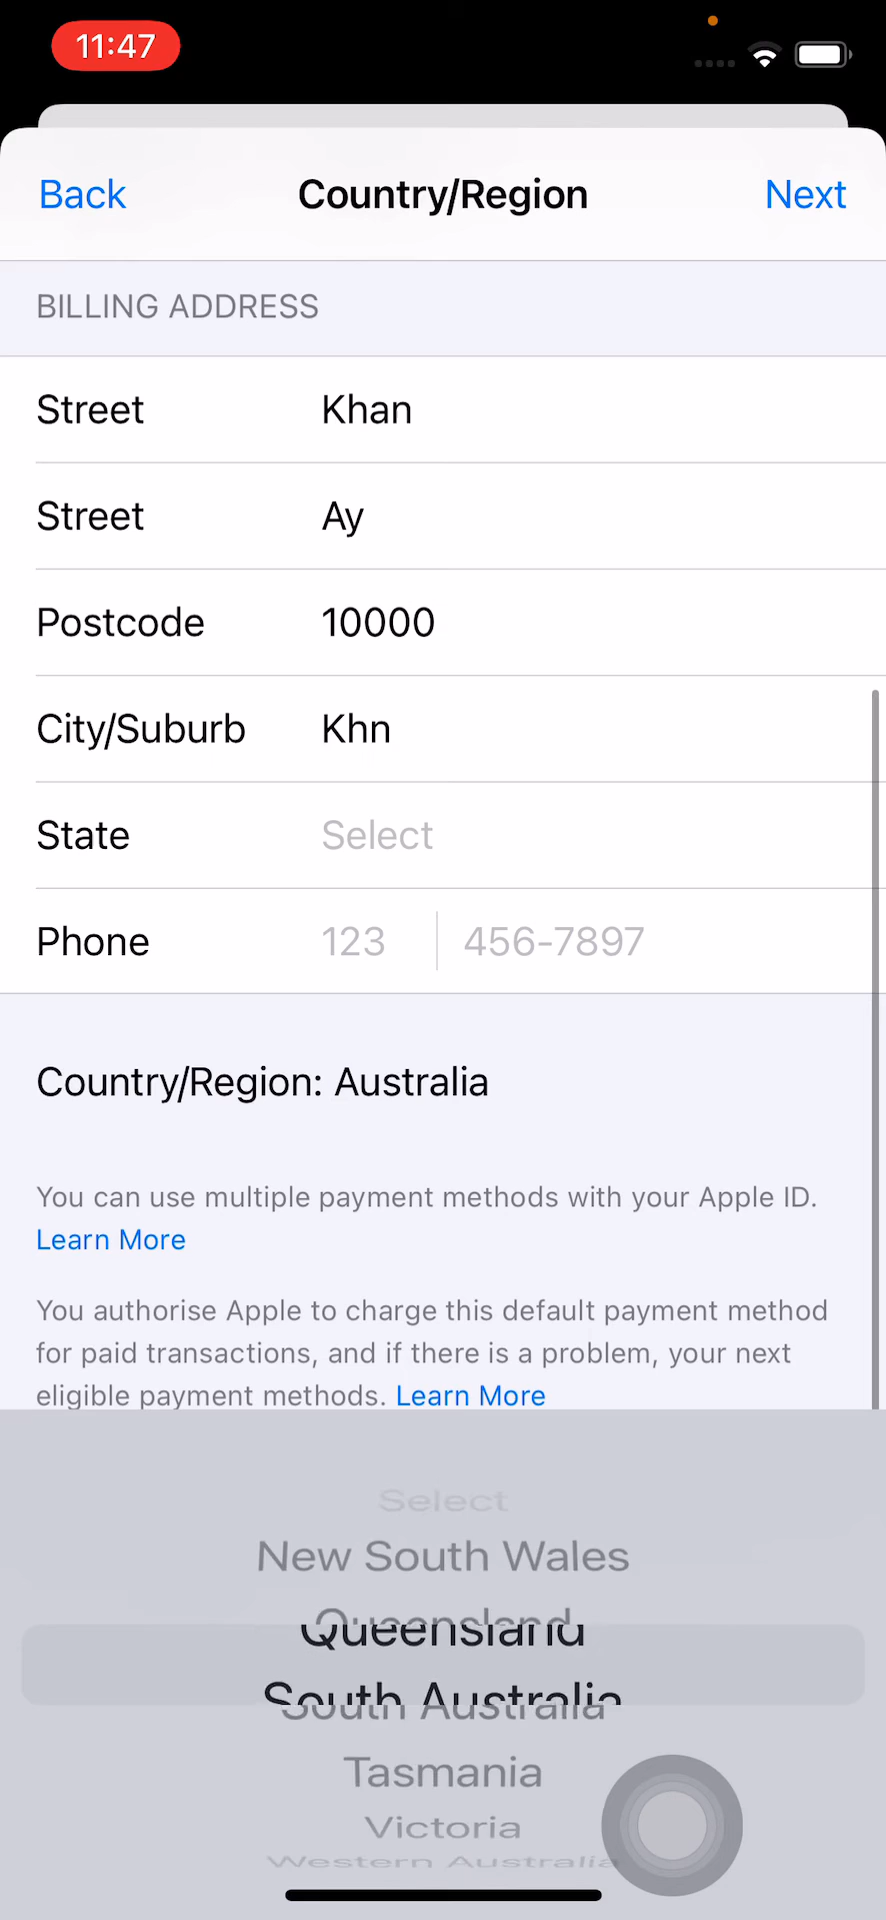 11:47
Back Country/Region Next
BILLING ADDRESS
Street Khan
Street Ay
Postcode 10000
City/Suburb Khn
State Select
Phone 123 456-7897
Country/Region: Australia
You can use multiple payment methods with your Apple ID.
Learn More
You authorise Apple to charge this default payment method
for paid transactions, and if there is a problem, your next
eligible payment methods. Learn More
Select
New South Wales
Queensland
South Australia
Tasmania
Victoria
Western Australia